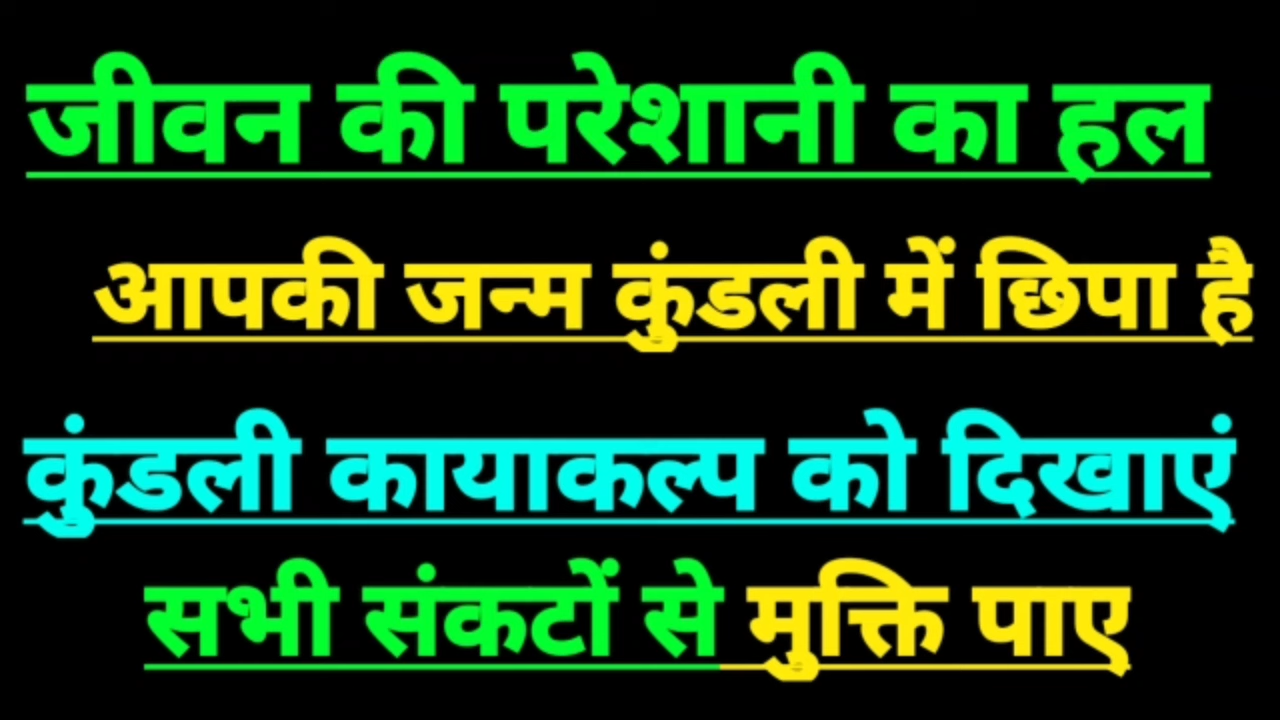 जीवन की परेशानी का हल
आपकी जन्म कुंडली में छिपा है
कुंडली कायाकल्प को दिखाएं
सभी संकटों से मुक्ति पाए